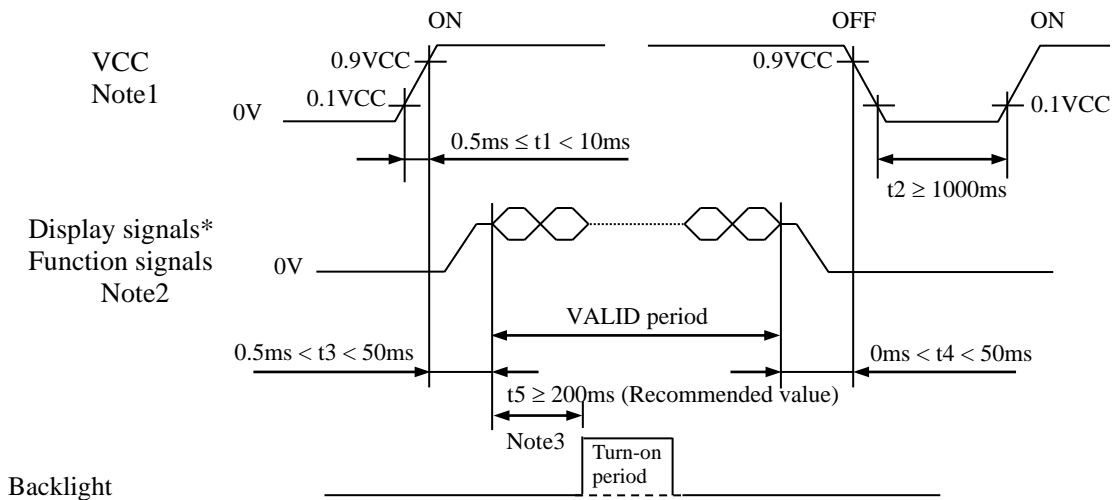 ON
OFF
ON
VCC
Note1
0.9VCC
0.9VCC
0.1VCC
0.1VCC
0V
0.5ms ≤ t1 < 10ms
t2 ≥ 1000ms
Display signals*
Function signals
Note2
0V
VALID period
0.5ms < t3 < 50ms
0ms < t4 < 50ms
t5 ≥ 200ms (Recommended value)
Note3
Turn-on
period
Backlight